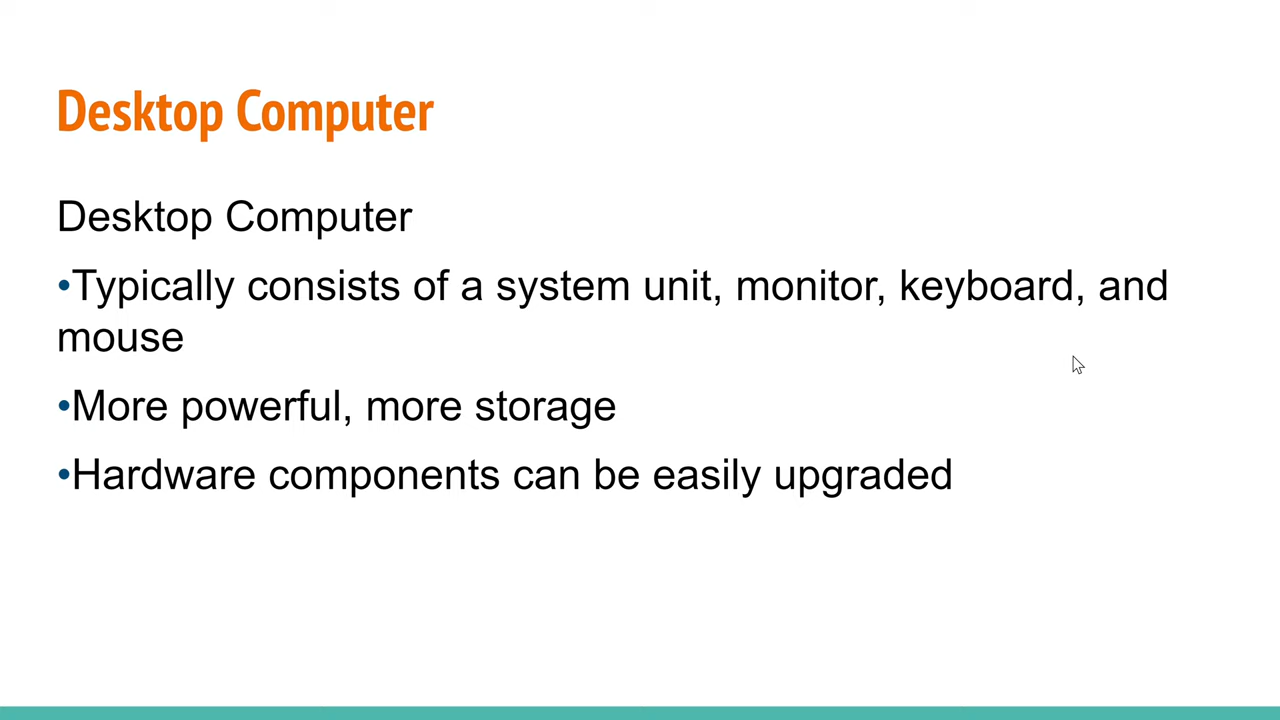 Desktop Computer
Desktop Computer
•Typically consists of a system unit, monitor, keyboard, and
mouse
•More powerful, more storage
•Hardware components can be easily upgraded